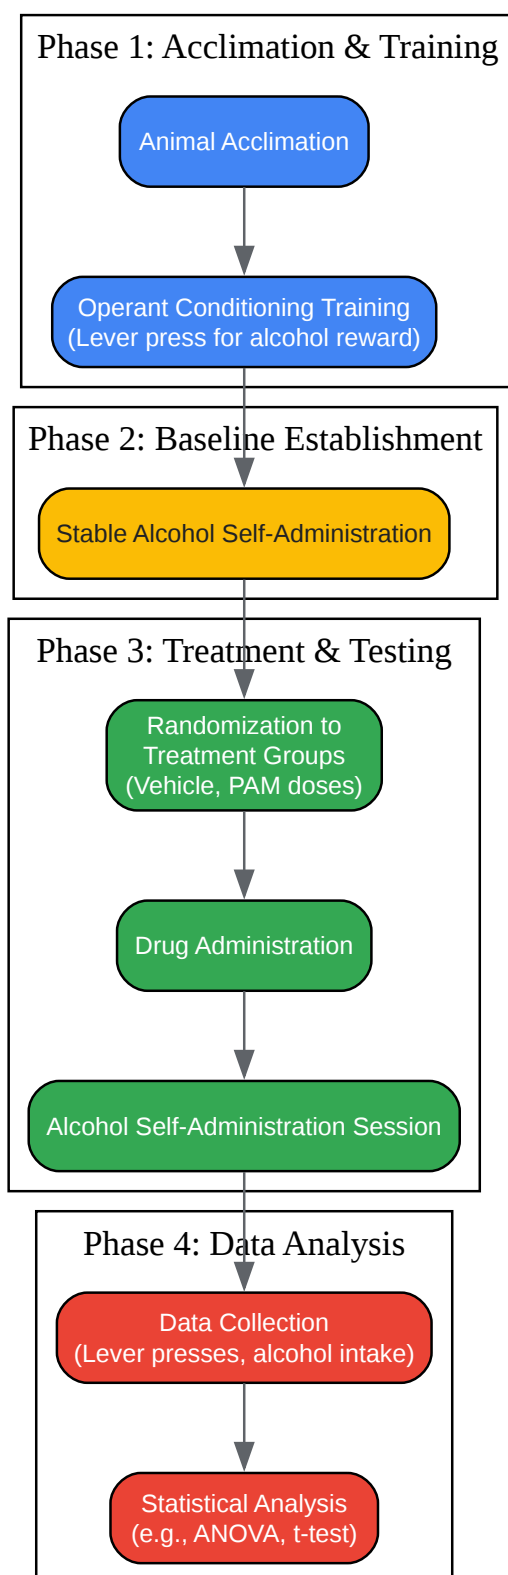 Phase 1: Acclimation & Training
Animal Acclimation
Operant Conditioning Training
(Lever press for alcohol reward)
Phase 2: Baseline Establishment
Stable Alcohol Self-Administration
Phase 3: Treatment & Testing
Randomization to
Treatment Groups
(Vehicle, PAM doses)
Drug Administration
Alcohol Self-Administration Session
Phase 4: Data Analysis
Data Collection
(Lever presses, alcohol intake)
Statistical Analysis
(e.g., ANOVA, t-test)